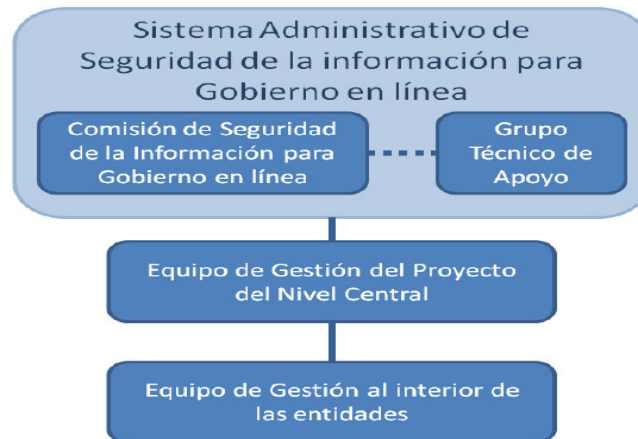 Sistema Administrativo de
Seguridad de la información para
Gobierno en línea
Comisión de Seguridad
de la Información para
Gobierno en línea
Grupo
Técnico de
Apoyo
Equipo de Gestión del Proyecto
del Nivel Central
Equipo de Gestión al interior de
las entidades